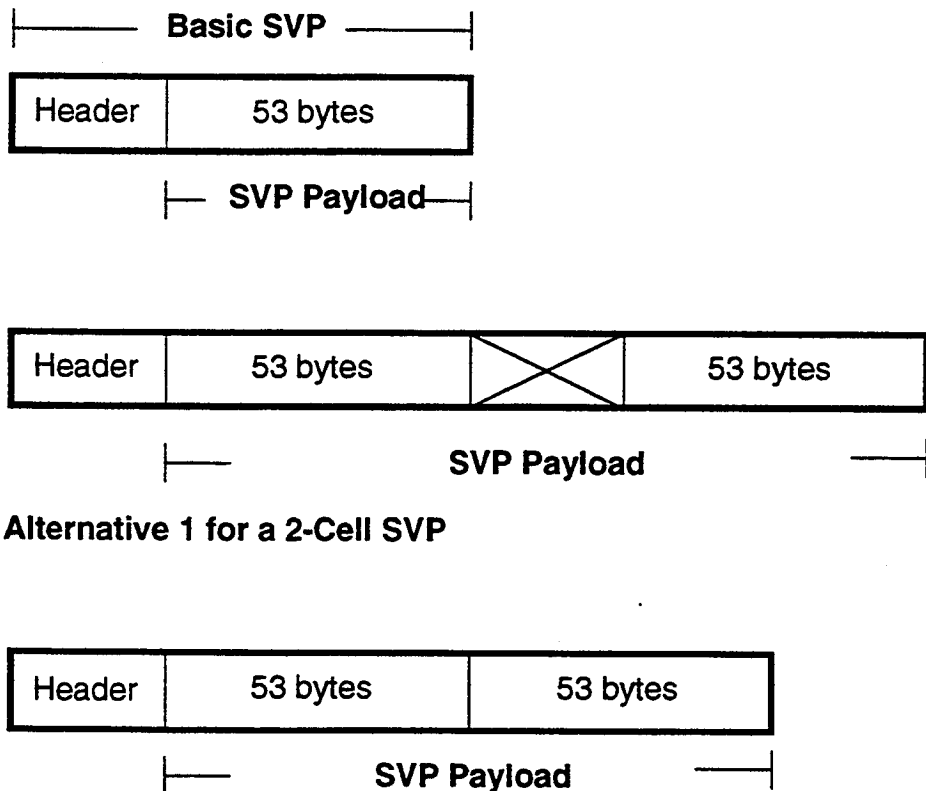 Basic SVP
Header 53 bytes
SVP Payload
Header 53 bytes 53 bytes
SVP Payload
Alternative 1 for a 2-Cell SVP
Header 53 bytes 53 bytes
SVP Payload